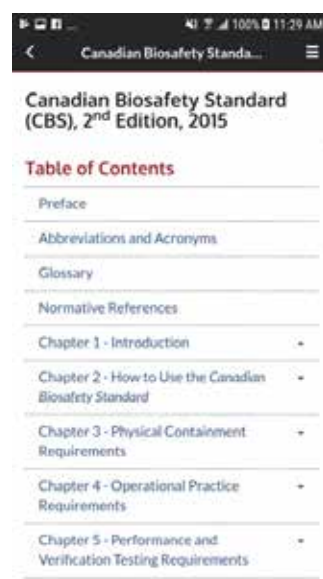 100% 11:29 AM
Canadian Biosafety Standa...
Canadian Biosafety Standard
(CBS), 2nd Edition, 2015
Table of Contents
Preface
Abbreviations and Acronyms
Glossary
Normative References
Chapter 1 - Introduction
Chapter 2 - How to Use the Canadian
Biosafety Standard
Chapter 3 - Physical Containment
Requirements
Chapter 4 - Operational Practice
Requirements
Chapter 5 - Performance and
Verification Testing Requirements